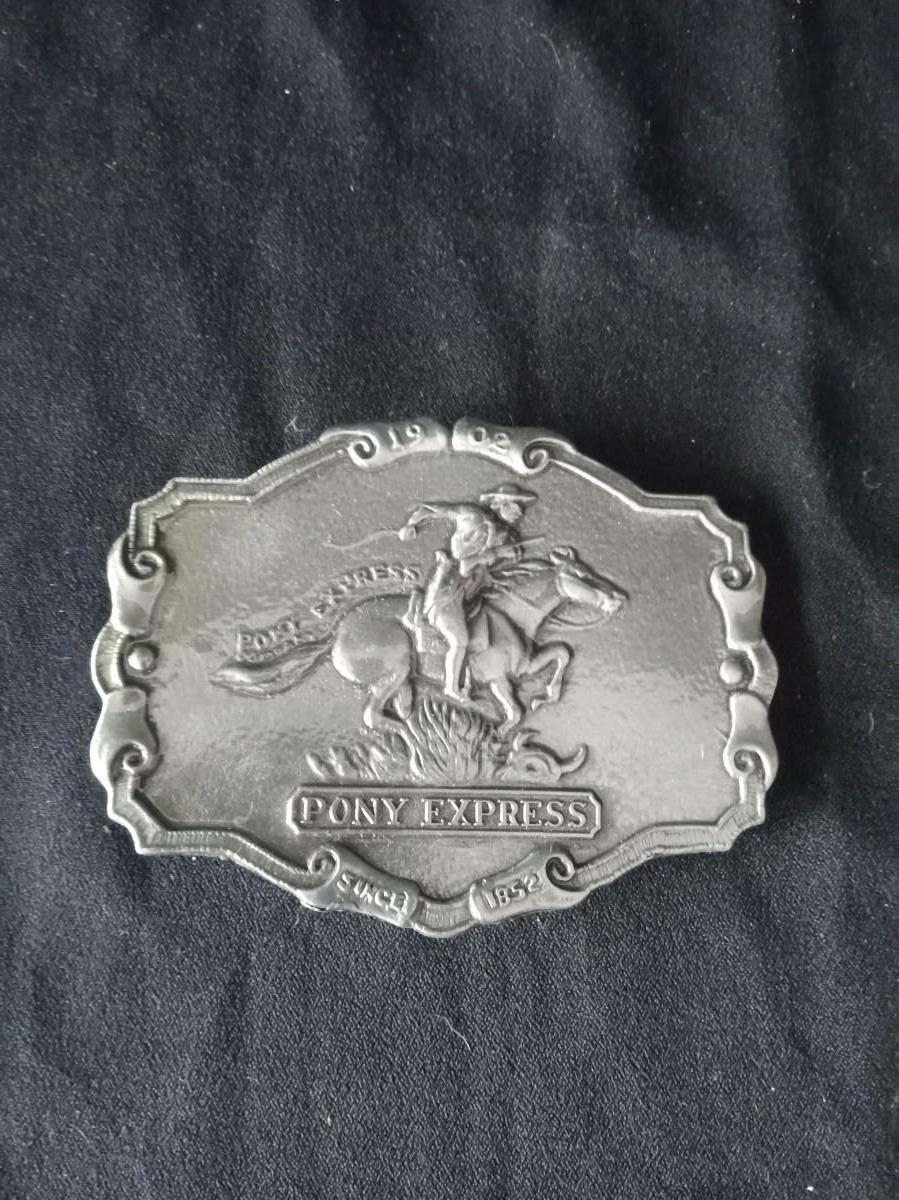 19 02
PONY EXPRESS
PONY EXPRESS
SINCE 1852